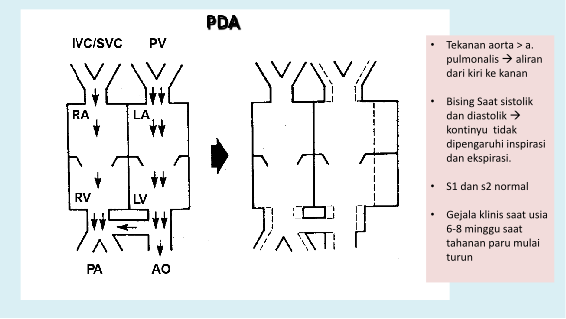 PDA
IVC/SVC PV
RA LA
RV LV
PA AO
• Tekanan aorta > a.
pulmonalis → aliran
dari kiri ke kanan
• Bising Saat sistolik
dan diastolik →
kontinyu tidak
dipengaruhi inspirasi
dan ekspirasi.
• S1 dan s2 normal
• Gejala klinis saat usia
6-8 minggu saat
tahanan paru mulai
turun